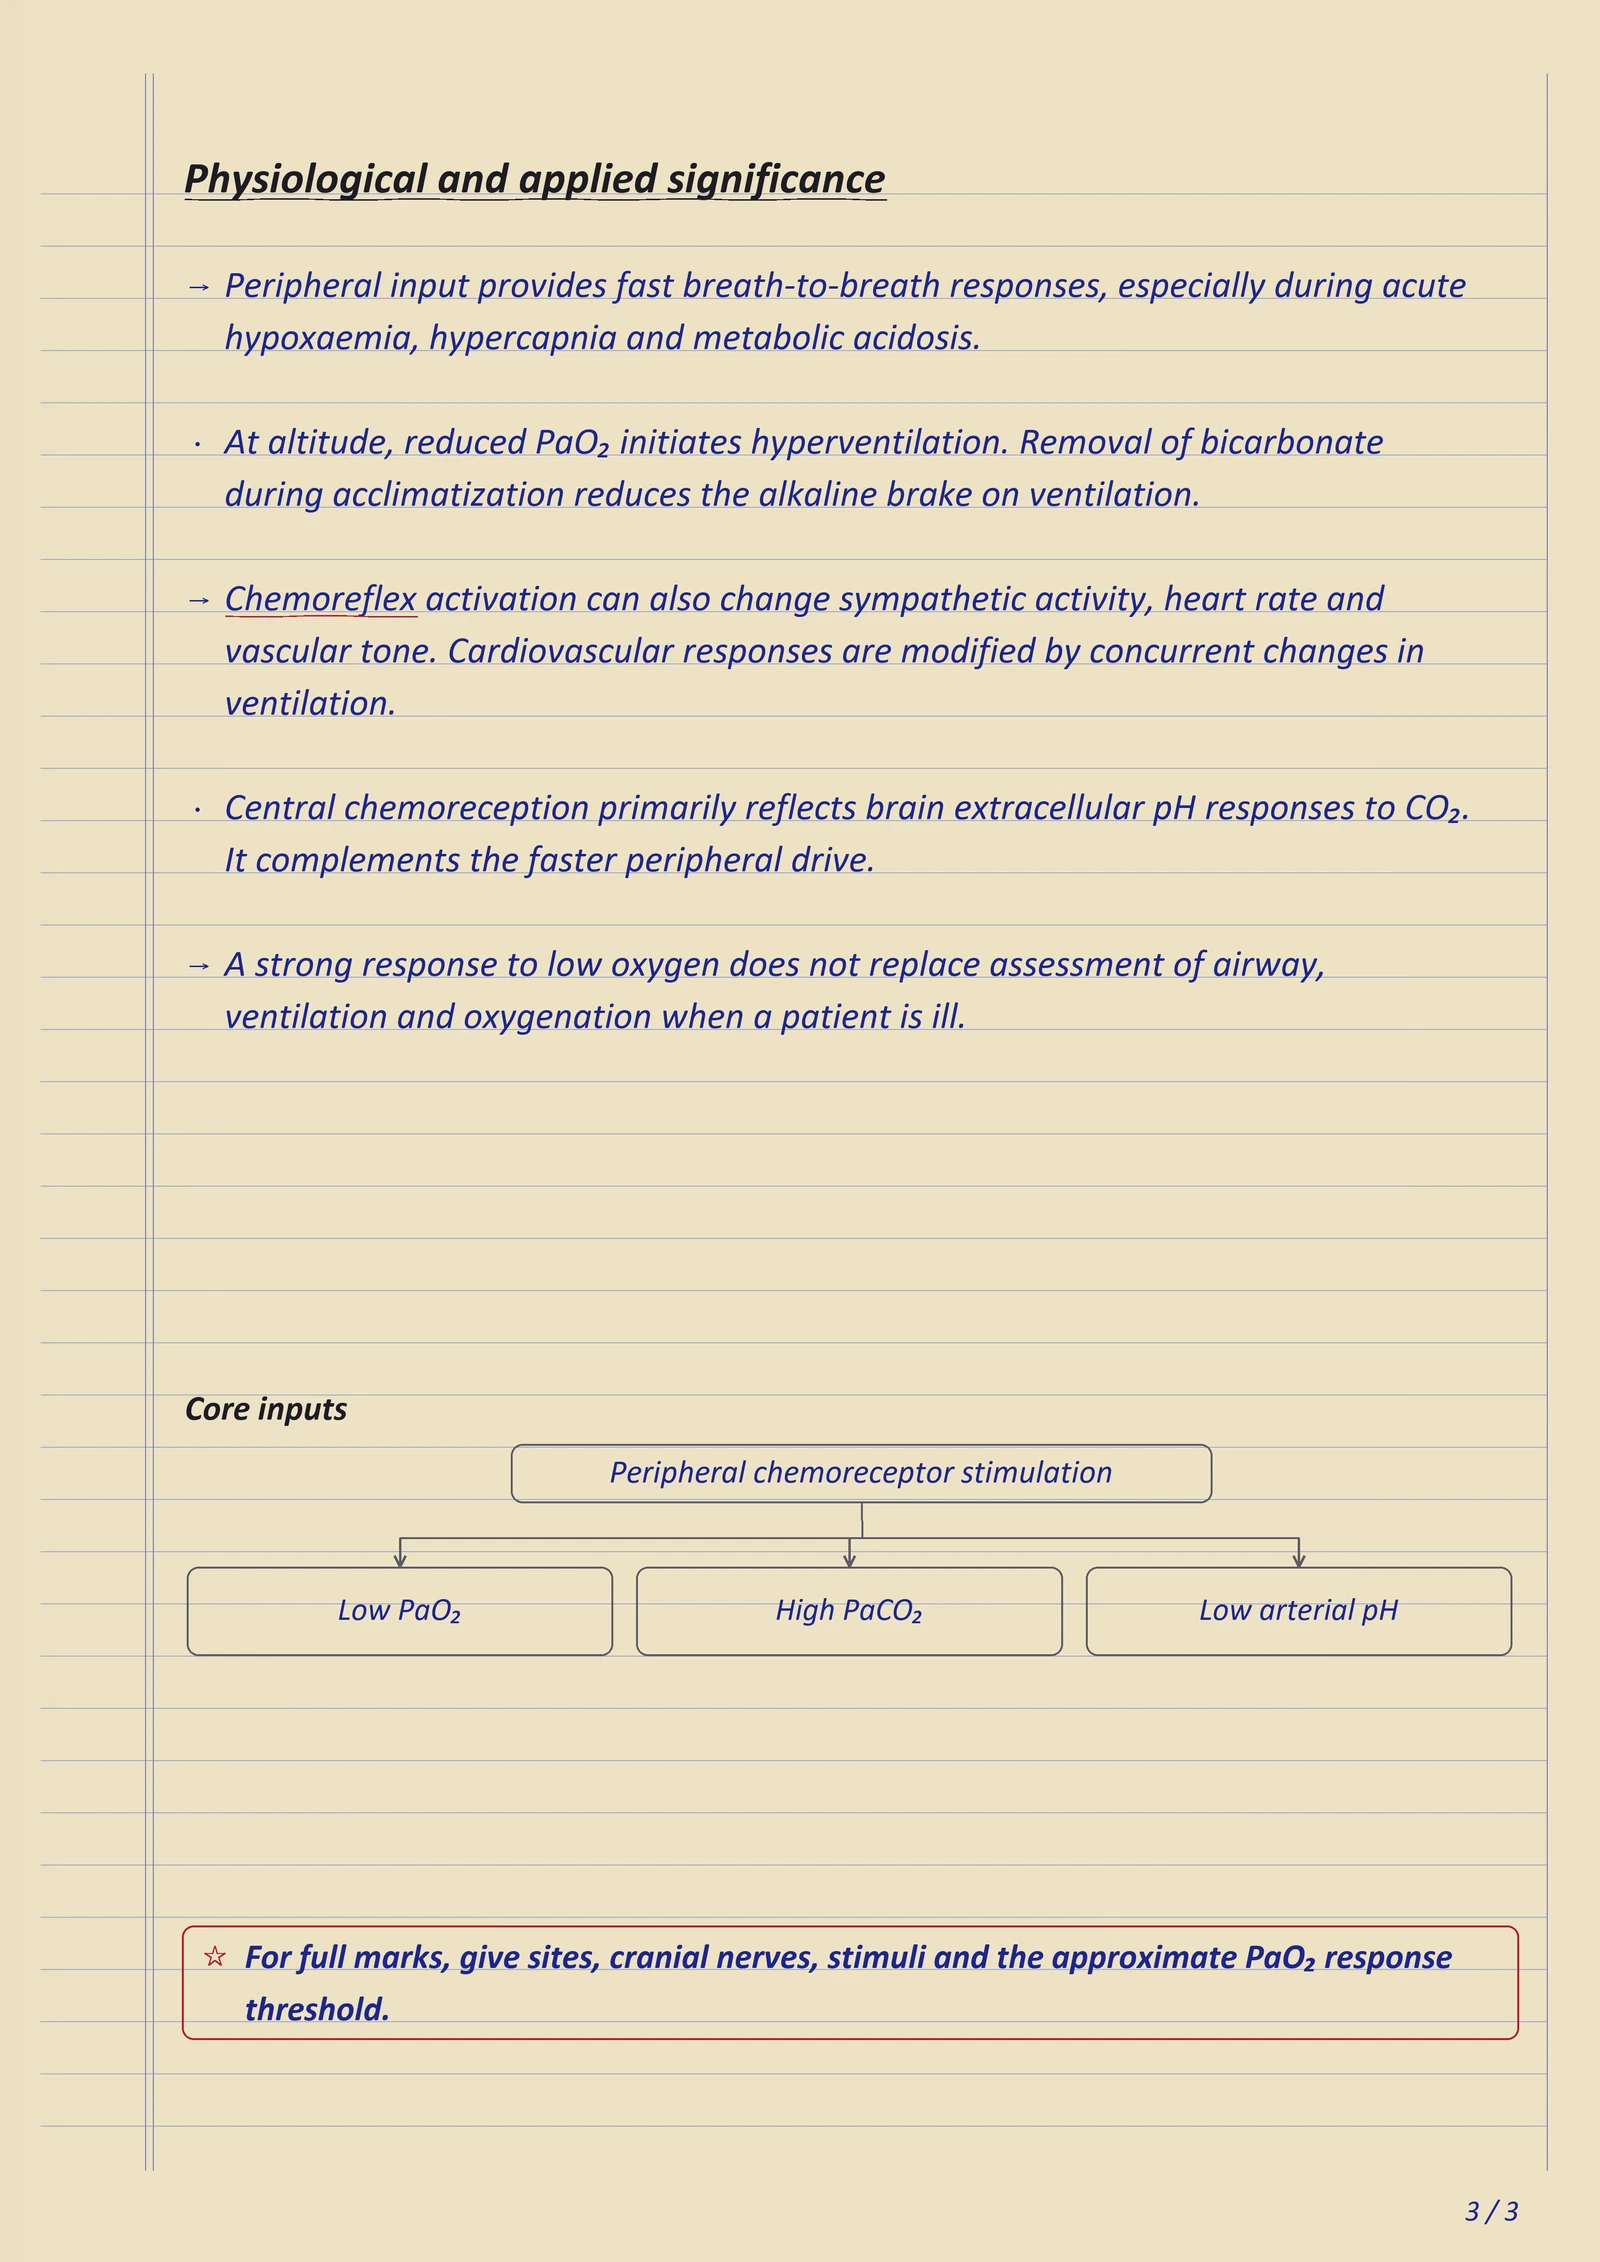 Physiological and applied significance
→ Peripheral input provides fast breath-to-breath responses, especially during acute
hypoxaemia, hypercapnia and metabolic acidosis.
· At altitude, reduced PaO₂ initiates hyperventilation. Removal of bicarbonate
during acclimatization reduces the alkaline brake on ventilation.
→ Chemoreflex activation can also change sympathetic activity, heart rate and
vascular tone. Cardiovascular responses are modified by concurrent changes in
ventilation.
· Central chemoreception primarily reflects brain extracellular pH responses to CO₂.
It complements the faster peripheral drive.
→ A strong response to low oxygen does not replace assessment of airway,
ventilation and oxygenation when a patient is ill.
Core inputs
Peripheral chemoreceptor stimulation
Low PaO₂
High PaCO₂
Low arterial pH
☆ For full marks, give sites, cranial nerves, stimuli and the approximate PaO₂ response
threshold.
3 / 3